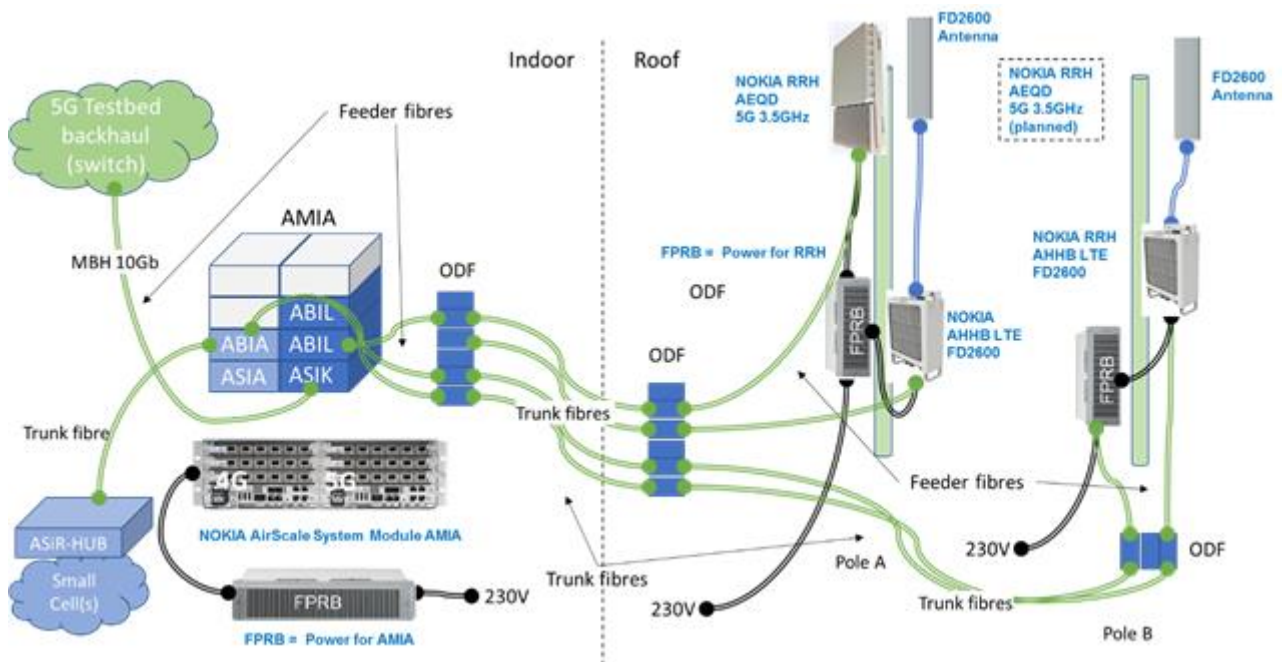 Indoor
Roof
5G Testbed
backhaul
(switch)
Feeder fibres
MBH 10Gb
AMIA
ABIL
ABIA
ABIL
ASIA
ASIK
ODF
Trunk fibre
ASiR-HUB
Small
Cell(s)
4G
5G
NOKIA AirScale System Module AMIA
FPRB
230V
FPRB = Power for AMIA
Trunk fibres
Trunk fibres
NOKIA RRH
AEQD
5G 3.5GHz
FD2600
Antenna
FPRB = Power for RRH
ODF
ODF
FPRB
NOKIA
AHHB LTE
FD2600
230V
Pole A
Feeder fibres
NOKIA RRH
AEQD
5G 3.5GHz
(planned)
FD2600
Antenna
NOKIA RRH
AHHB LTE
FD2600
FPRB
230V
ODF
Trunk fibres
Pole B